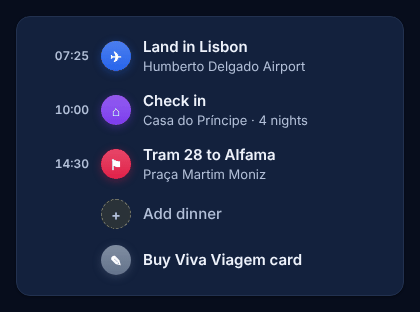 07:25
Land in Lisbon
Humberto Delgado Airport
10:00
Check in
Casa do Príncipe · 4 nights
14:30
Tram 28 to Alfama
Praça Martim Moniz
+ Add dinner
Buy Viva Viagem card